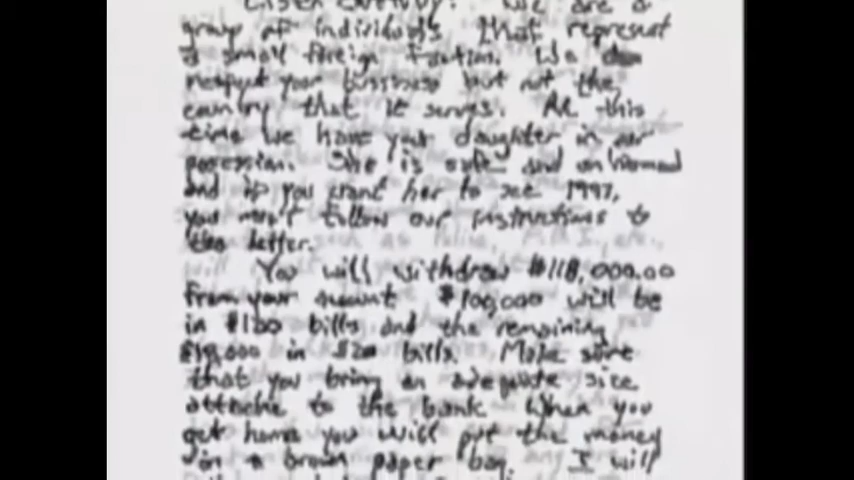 Listen Carefully! We are a
group of individuals that represent
a small foreign faction. We do
respect your bussiness but not the
country that it serves. At this
time we have your daughter in our
posession. She is safe and unharmed
and if you want her to see 1997,
you must follow our instructions to
the letter.
You will withdraw $118,000.00
from your account. $100,000 will be
in $100 bills and the remaining
$18,000 in $20 bills. Make sure
that you bring an adequate size
attache to the bank. When you
get home you will put the money
in a brown paper bag. I will